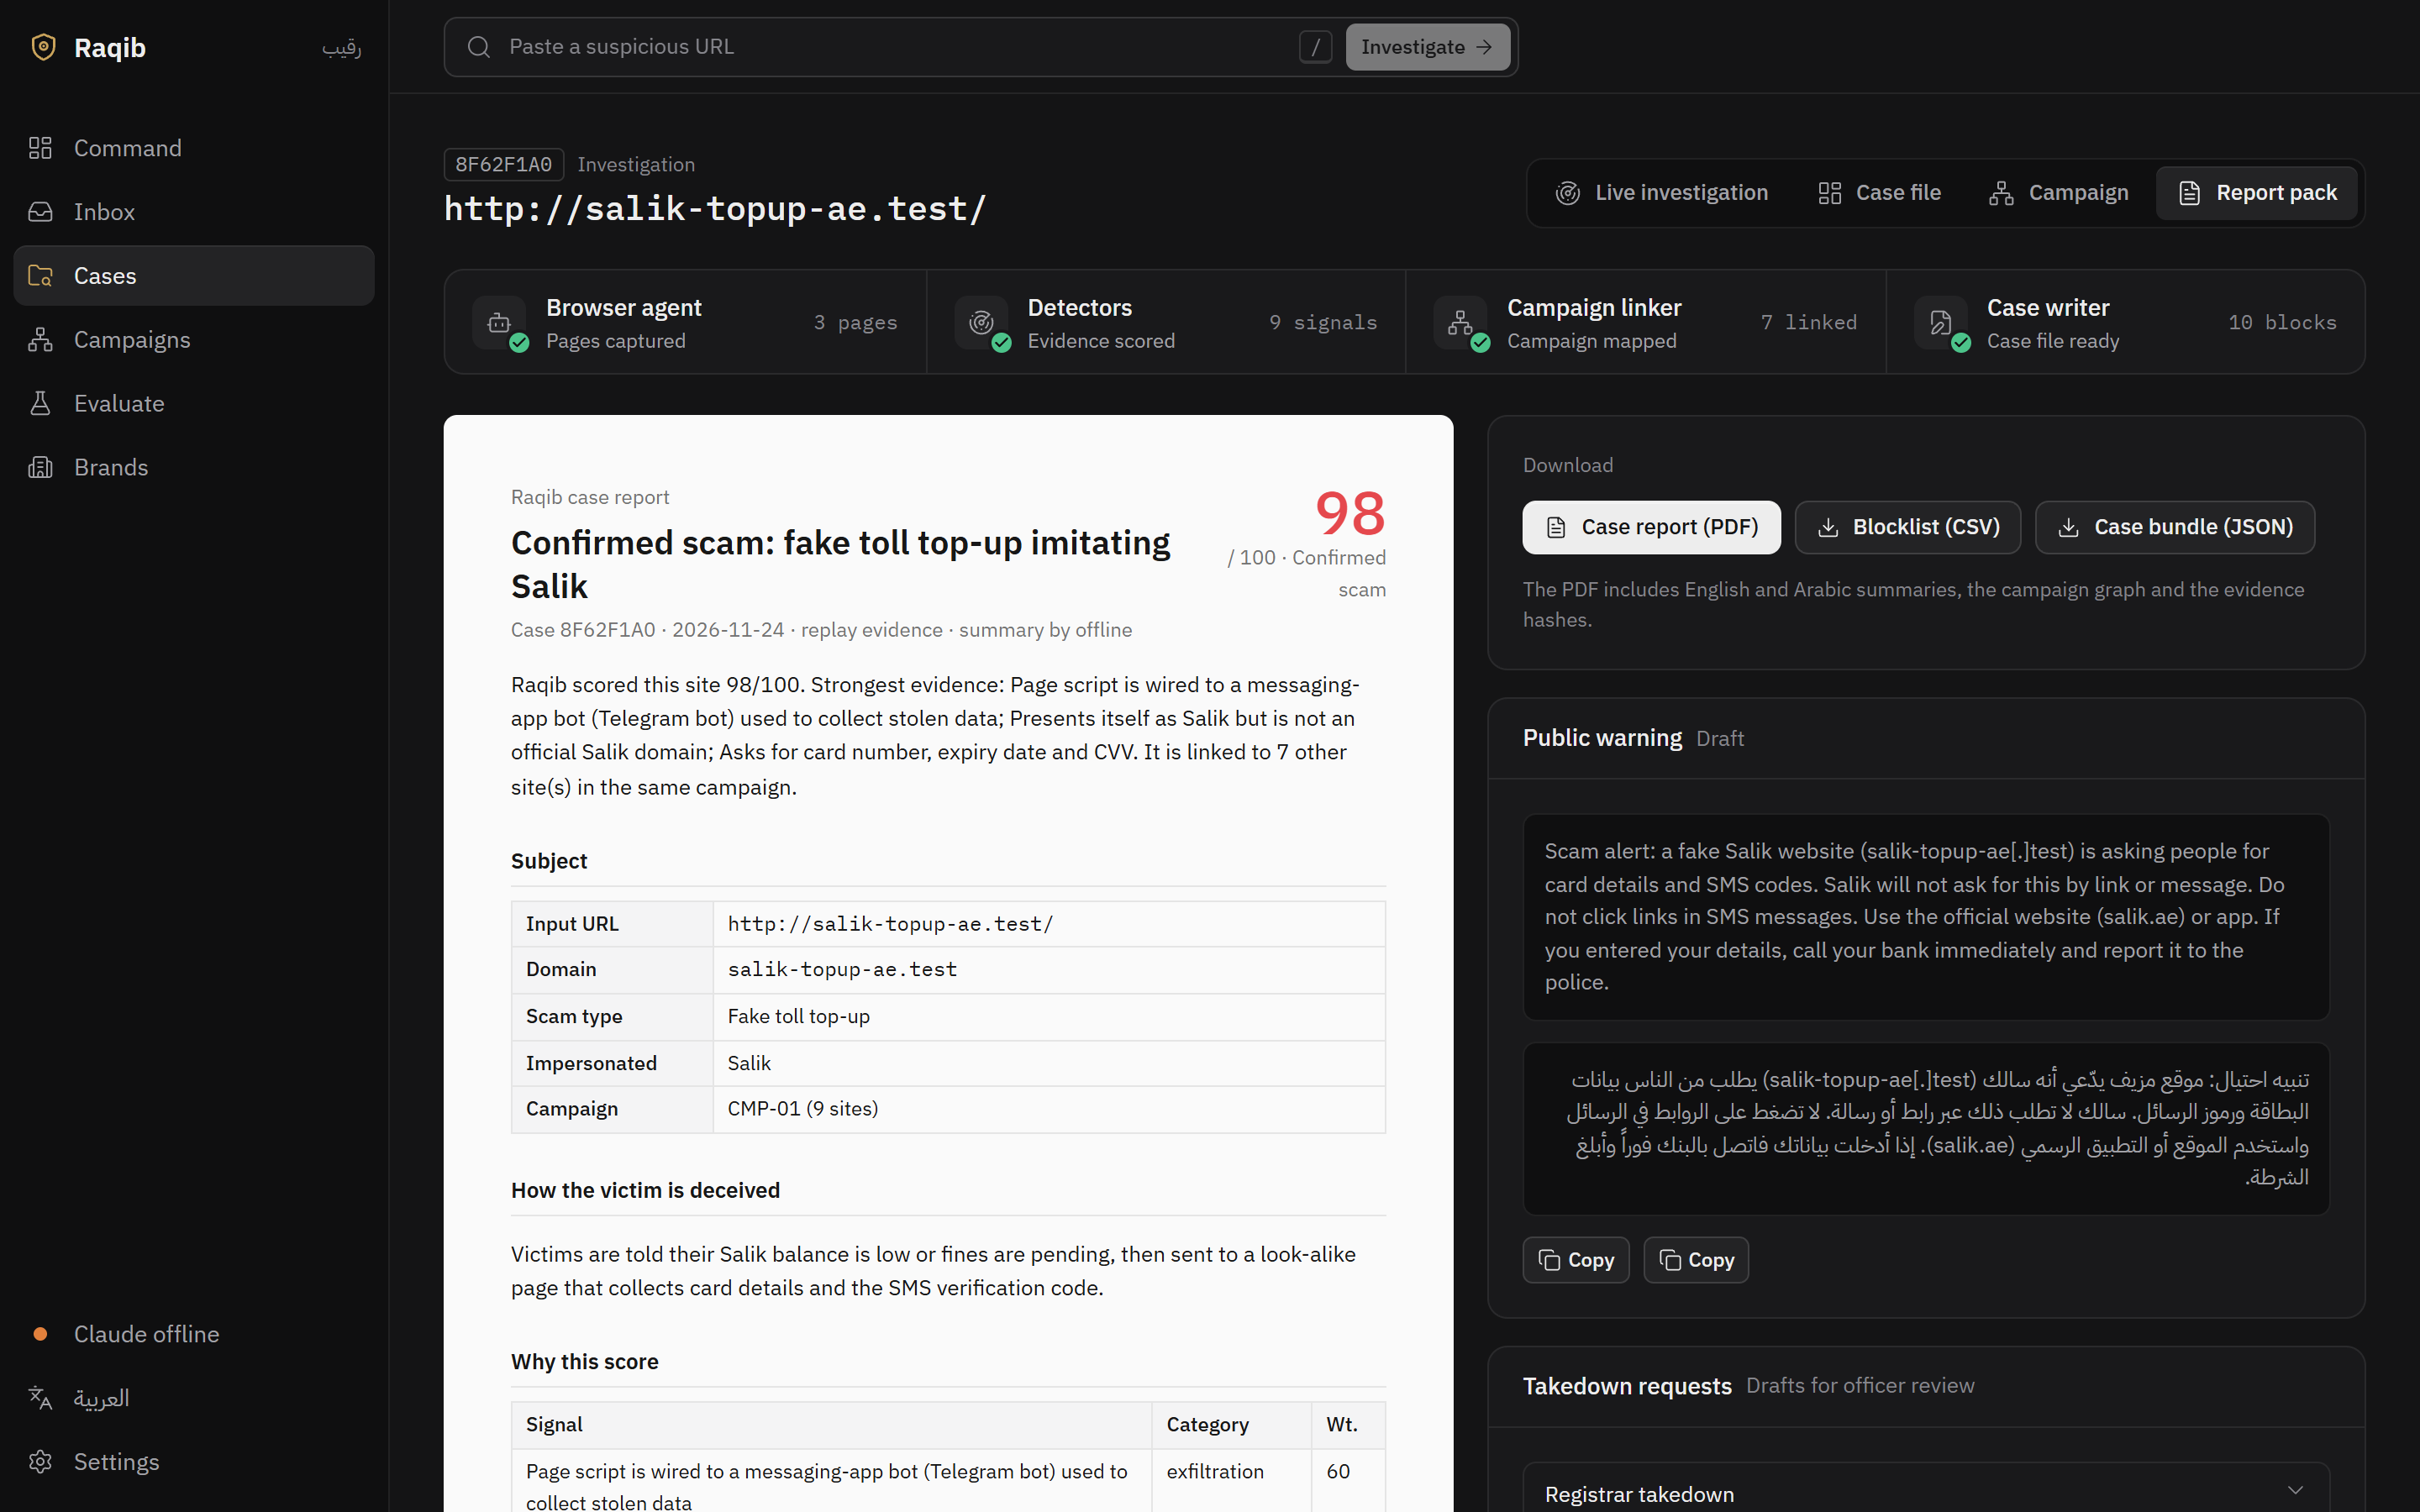 Raqib
رقيب
Command
Inbox
Cases
Campaigns
Evaluate
Brands
Claude offline
العربية
Settings
Paste a suspicious URL
/
Investigate →
8F62F1A0 Investigation
http://salik-topup-ae.test/
Live investigation
Case file
Campaign
Report pack
Browser agent
Pages captured
3 pages
Detectors
Evidence scored
9 signals
Campaign linker
Campaign mapped
7 linked
Case writer
Case file ready
10 blocks
Raqib case report
Confirmed scam: fake toll top-up imitating
Salik
98
/ 100 · Confirmed
scam
Case 8F62F1A0 · 2026-11-24 · replay evidence · summary by offline
Raqib scored this site 98/100. Strongest evidence: Page script is wired to a messaging-
app bot (Telegram bot) used to collect stolen data; Presents itself as Salik but is not an
official Salik domain; Asks for card number, expiry date and CVV. It is linked to 7 other
site(s) in the same campaign.
Subject
Input URL http://salik-topup-ae.test/
Domain salik-topup-ae.test
Scam type Fake toll top-up
Impersonated Salik
Campaign CMP-01 (9 sites)
How the victim is deceived
Victims are told their Salik balance is low or fines are pending, then sent to a look-alike
page that collects card details and the SMS verification code.
Why this score
Signal Category Wt.
Page script is wired to a messaging-app bot (Telegram bot) used to exfiltration 60
collect stolen data
Download
Case report (PDF)
Blocklist (CSV)
Case bundle (JSON)
The PDF includes English and Arabic summaries, the campaign graph and the evidence
hashes.
Public warning Draft
Scam alert: a fake Salik website (salik-topup-ae[.]test) is asking people for
card details and SMS codes. Salik will not ask for this by link or message. Do
not click links in SMS messages. Use the official website (salik.ae) or app. If
you entered your details, call your bank immediately and report it to the
police.
تنبيه احتيال: موقع مزيف يدّعي أنه سالك (salik-topup-ae[.]test) يطلب من الناس بيانات
البطاقة ورموز الرسائل. سالك لا تطلب ذلك عبر رابط أو رسالة. لا تضغط على الروابط في الرسائل
واستخدم الموقع أو التطبيق الرسمي (salik.ae). إذا أدخلت بياناتك فاتصل بالبنك فوراً وأبلغ
الشرطة.
Copy
Copy
Takedown requests Drafts for officer review
Registrar takedown